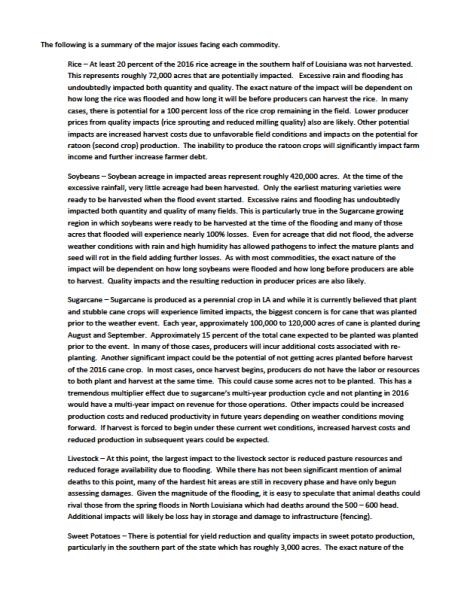 The following is a summary of the major issues facing each commodity.
Rice – At least 20 percent of the 2016 rice acreage in the southern half of Louisiana was not harvested.
This represents roughly 72,000 acres that are potentially impacted.   Excessive rain and flooding has
undoubtedly impacted both quantity and quality. The exact nature of the impact will be dependent on
how long the rice was flooded and how long it will be before producers can harvest the rice.  In many
cases, there is potential for a 100 percent loss of the rice crop remaining in the field.  Lower producer
prices from quality impacts (rice sprouting and reduced milling quality) also are likely. Other potential
impacts are increased harvest costs due to unfavorable field conditions and impacts on the potential for
ratoon (second crop) production.  The inability to produce the ratoon crops will significantly impact farm
income and further increase farmer debt.
Soybeans – Soybean acreage in impacted areas represent roughly 420,000 acres.  At the time of the
excessive rainfall, very little acreage had been harvested.  Only the earliest maturing varieties were
ready to be harvested when the flood event started.  Excessive rains and flooding has undoubtedly
impacted both quantity and quality of many fields. This is particularly true in the Sugarcane growing
region in which soybeans were ready to be harvested at the time of the flooding and many of those
acres that flooded will experience nearly 100% losses.  Even for acreage that did not flood, the adverse
weather conditions with rain and high humidity has allowed pathogens to infect the mature plants and
seed will rot in the field adding further losses.  As with most commodities, the exact nature of the
impact will be dependent on how long soybeans were flooded and how long before producers are able
to harvest.  Quality impacts and the resulting reduction in producer prices are also likely.
Sugarcane – Sugarcane is produced as a perennial crop in LA and while it is currently believed that plant
and stubble cane crops will experience limited impacts, the biggest concern is for cane that was planted
prior to the weather event.  Each year, approximately 100,000 to 120,000 acres of cane is planted during
August and September.  Approximately 15 percent of the total cane expected to be planted was planted
prior to the event.  In many of those cases, producers will incur additional costs associated with re-
planting.  Another significant impact could be the potential of not getting acres planted before harvest
of the 2016 cane crop.  In most cases, once harvest begins, producers do not have the labor or resources
to both plant and harvest at the same time.  This could cause some acres not to be planted.  This has a
tremendous multiplier effect due to sugarcane's multi-year production cycle and not planting in 2016
would have a multi-year impact on revenue for those operations.  Other impacts could be increased
production costs and reduced productivity in future years depending on weather conditions moving
forward.  If harvest is forced to begin under these current wet conditions, increased harvest costs and
reduced production in subsequent years could be expected.
Livestock – At this point, the largest impact to the livestock sector is reduced pasture resources and
reduced forage availability due to flooding.  While there has not been significant mention of animal
deaths to this point, many of the hardest hit areas are still in recovery phase and have only begun
assessing damages.  Given the magnitude of the flooding, it is easy to speculate that animal deaths could
rival those from the spring floods in North Louisiana which had deaths around the 500 – 600 head.
Additional impacts will likely be loss hay in storage and damage to infrastructure (fencing).
Sweet Potatoes – There is potential for yield reduction and quality impacts in sweet potato production,
particularly in the southern part of the state which has roughly 3,000 acres.  The exact nature of the